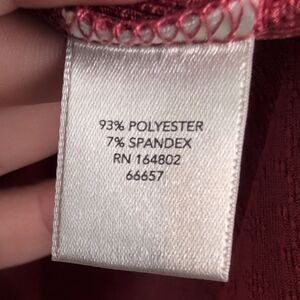 93% POLYESTER
7% SPANDEX
RN 164802
66657